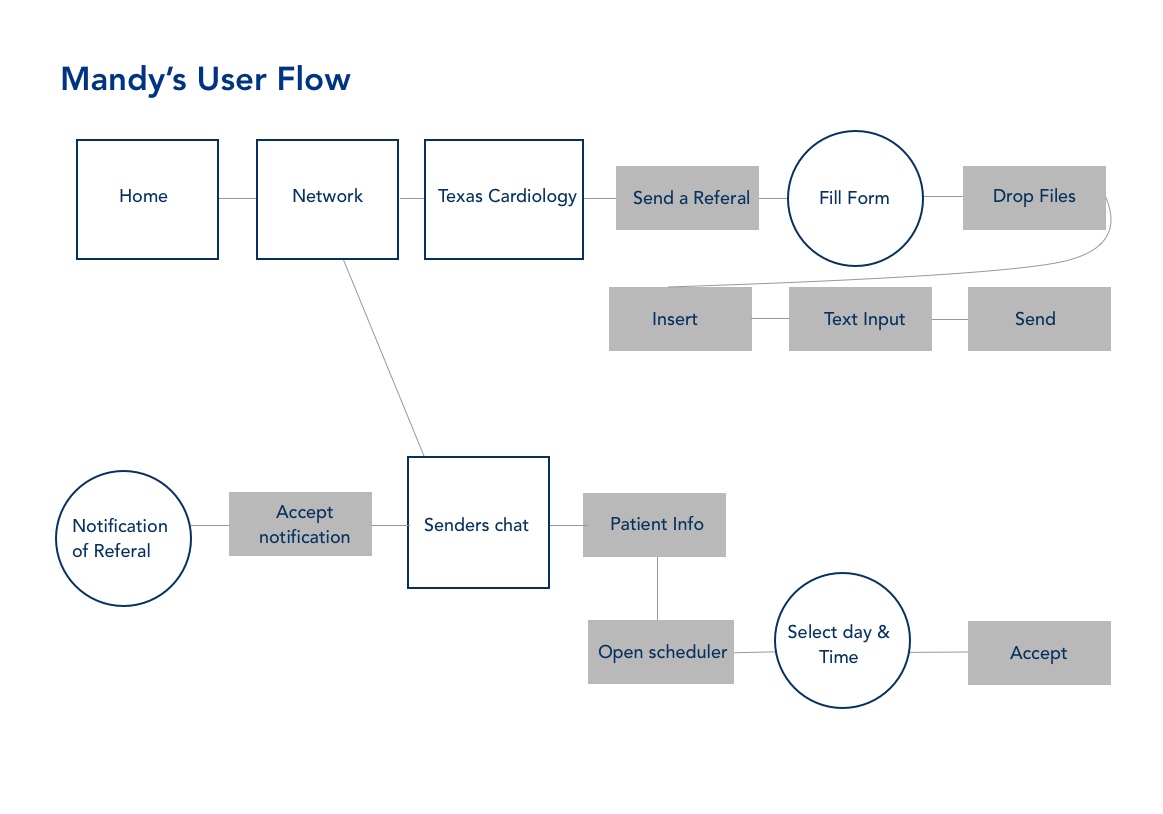 Mandy's User Flow
Home
Network
Texas Cardiology
Send a Referal
Fill Form
Drop Files
Insert
Text Input
Send
Notification
of Referal
Accept
notification
Senders chat
Patient Info
Open scheduler
Select day &
Time
Accept